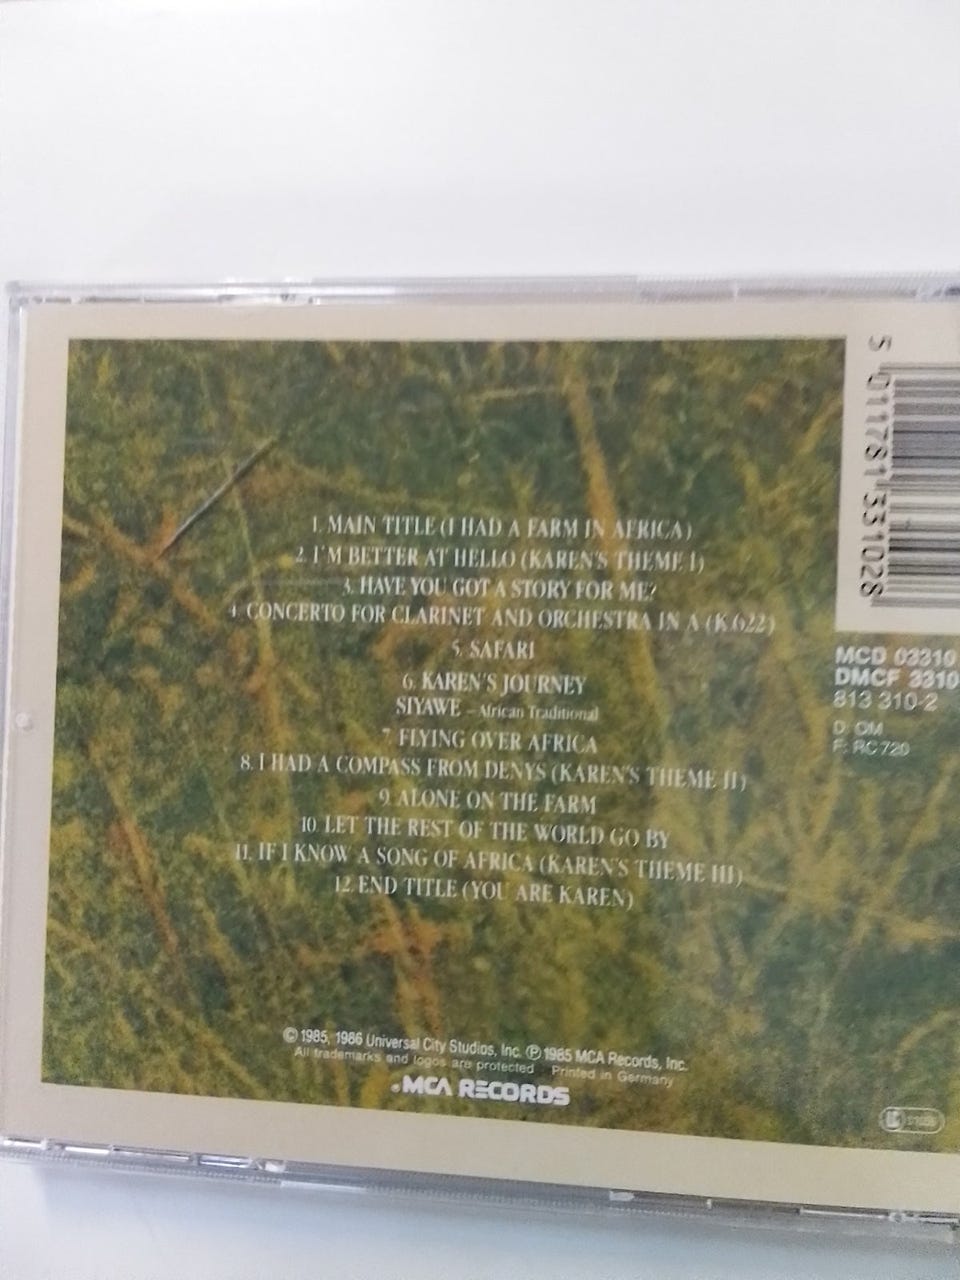 1. MAIN TITLE (I HAD A FARM IN AFRICA)
2. I'M BETTER AT HELLO (KAREN'S THEME I)
3. HAVE YOU GOT A STORY FOR ME?
4. CONCERTO FOR CLARINET AND ORCHESTRA IN A (K.622)
5. SAFARI
6. KAREN'S JOURNEY
SIYAWE – African Traditional
7. FLYING OVER AFRICA
8. I HAD A COMPASS FROM DENYS (KAREN'S THEME II)
9. ALONE ON THE FARM
10. LET THE REST OF THE WORLD GO BY
11. IF I KNOW A SONG OF AFRICA (KAREN'S THEME III)
12. END TITLE (YOU ARE KAREN)
© 1985, 1986 Universal City Studios, Inc. ℗ 1985 MCA Records, Inc.
All trademarks and logos are protected Printed in Germany
MCA RECORDS
5 011781 331028
MCD 03310
DMCF 3310
813 310-2
D: OM
F: RC 720